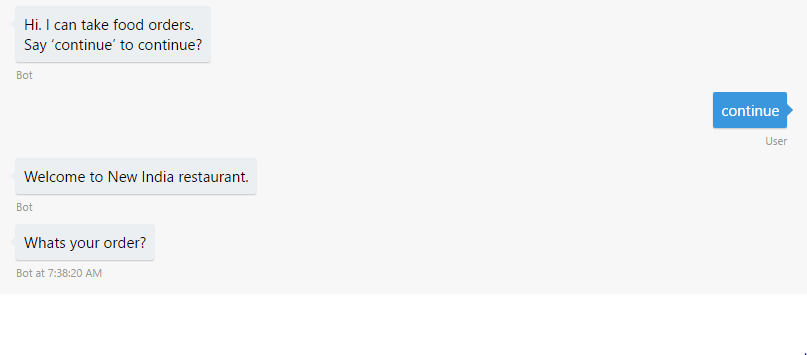 Hi. I can take food orders.
Say ‘continue’ to continue?
Bot
continue
User
Welcome to New India restaurant.
Bot
Whats your order?
Bot at 7:38:20 AM